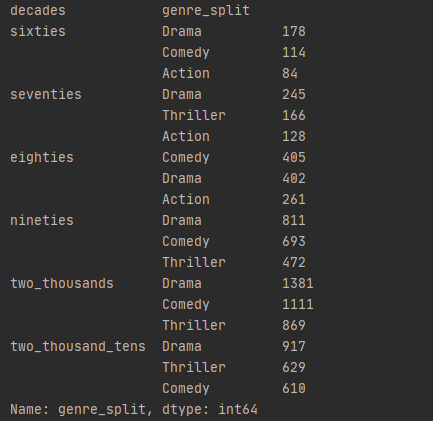 decades            genre_split
sixties            Drama          178
                   Comedy         114
                   Action         84
seventies          Drama          245
                   Thriller       166
                   Action         128
eighties           Comedy         405
                   Drama          402
                   Action         261
nineties           Drama          811
                   Comedy         693
                   Thriller       472
two_thousands      Drama          1381
                   Comedy         1111
                   Thriller       869
two_thousand_tens  Drama          917
                   Thriller       629
                   Comedy         610
Name: genre_split, dtype: int64